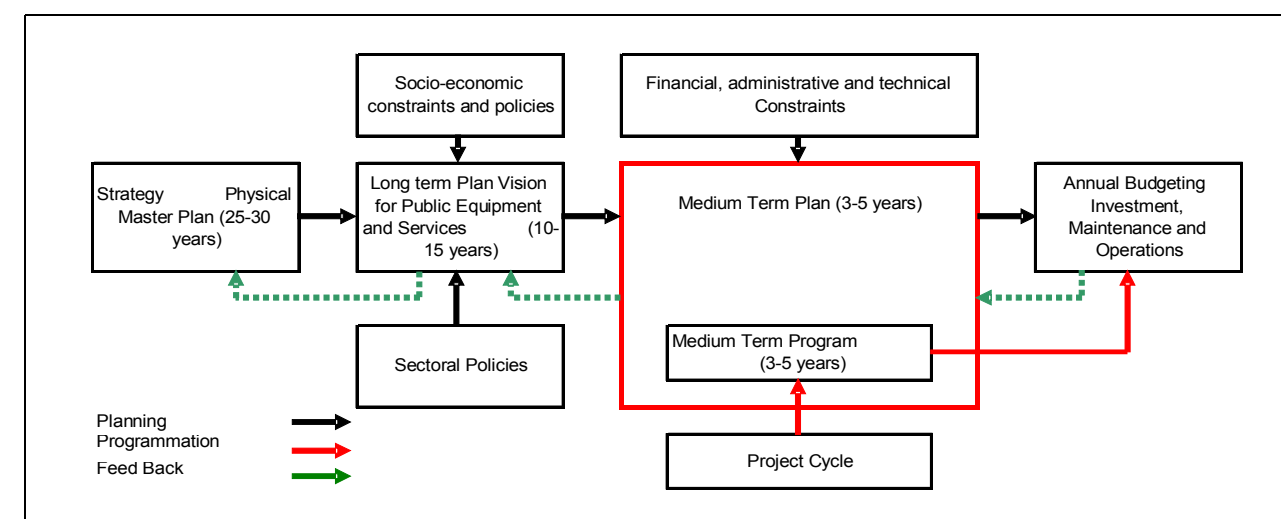 Socio-economic
constraints and policies
Financial, administrative and technical
Constraints
Strategy Physical
Master Plan (25-30
years)
Long term Plan Vision
for Public Equipment
and Services (10-
15 years)
Medium Term Plan (3-5 years)
Annual Budgeting
Investment,
Maintenance and
Operations
Sectoral Policies
Medium Term Program
(3-5 years)
Project Cycle
Planning
Programmation
Feed Back